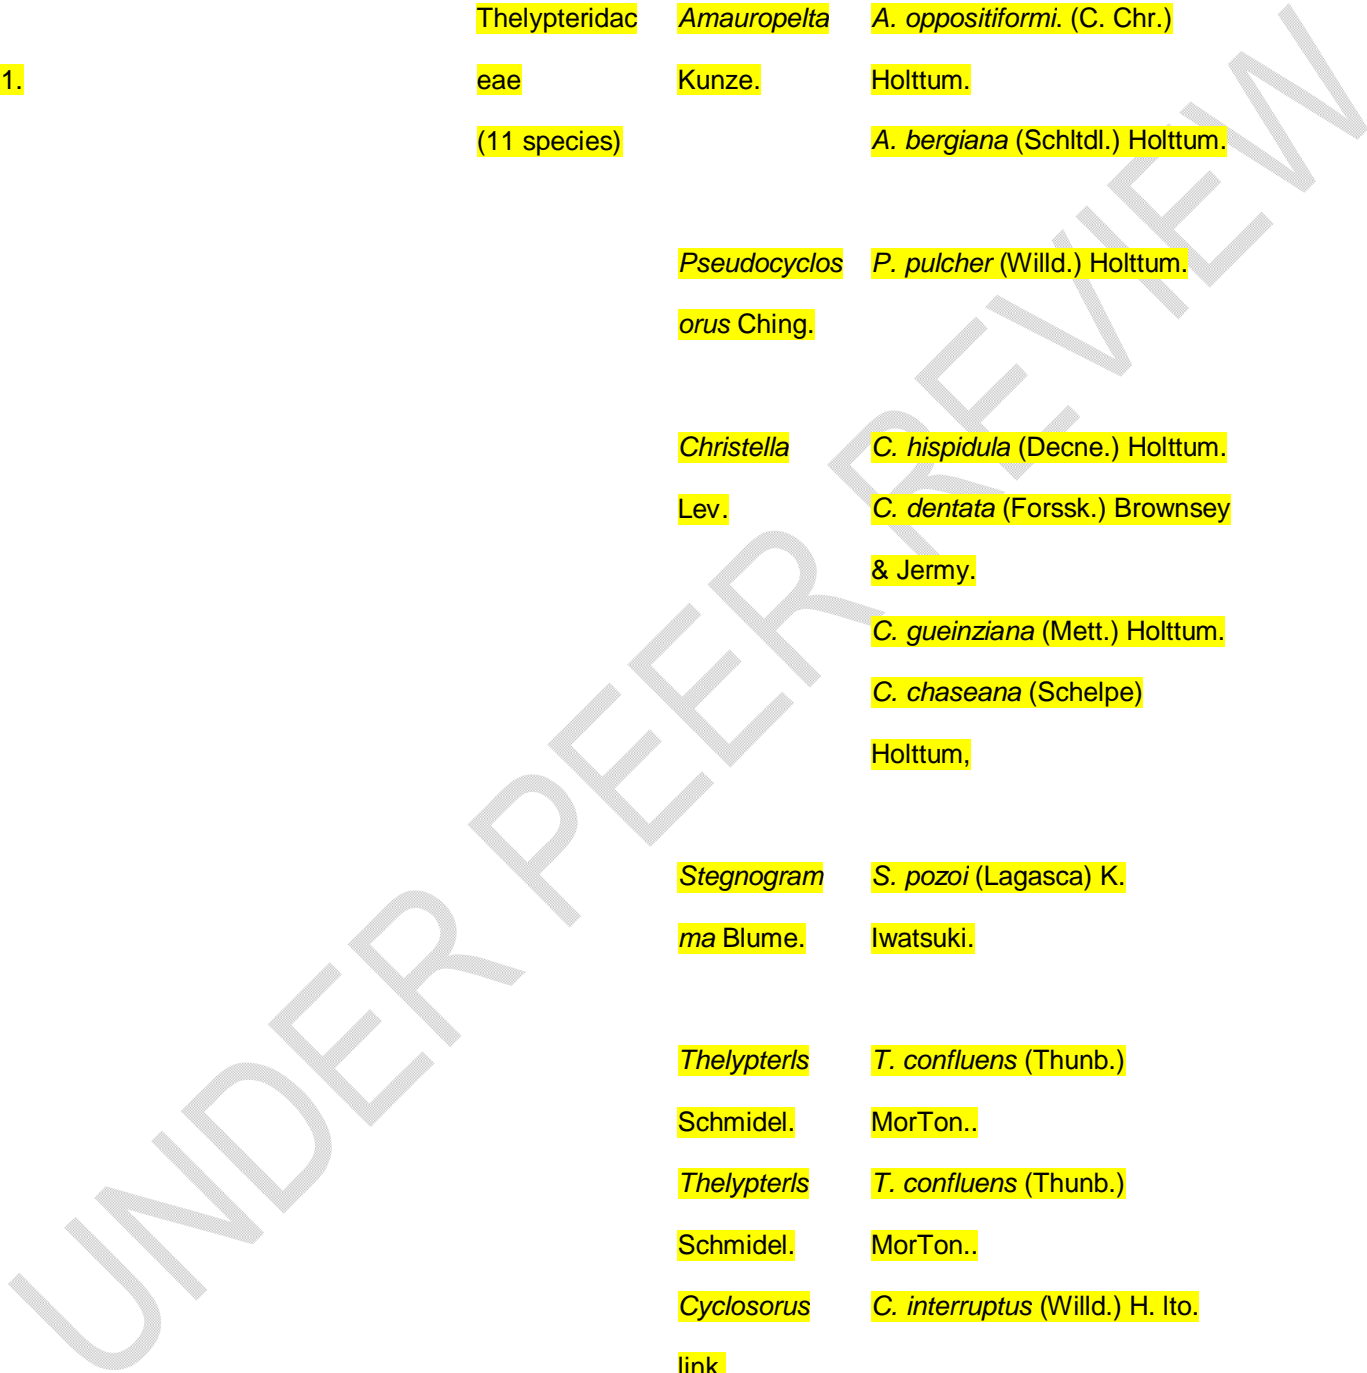 Thelypteridac Amauropelta A. oppositiformi. (C. Chr.)
1. eae Kunze. Holttum.
(11 species) A. bergiana (Schltdl.) Holttum.
Pseudocyclos P. pulcher (Willd.) Holttum.
orus Ching.
Christella C. hispidula (Decne.) Holttum.
Lev. C. dentata (Forssk.) Brownsey
& Jermy.
C. gueinziana (Mett.) Holttum.
C. chaseana (Schelpe)
Holttum,
Stegnogram S. pozoi (Lagasca) K.
ma Blume. Iwatsuki.
Thelypterls T. confluens (Thunb.)
Schmidel. MorTon..
Thelypterls T. confluens (Thunb.)
Schmidel. MorTon..
Cyclosorus C. interruptus (Willd.) H. Ito.
link.
UNDER PEER REVIEW